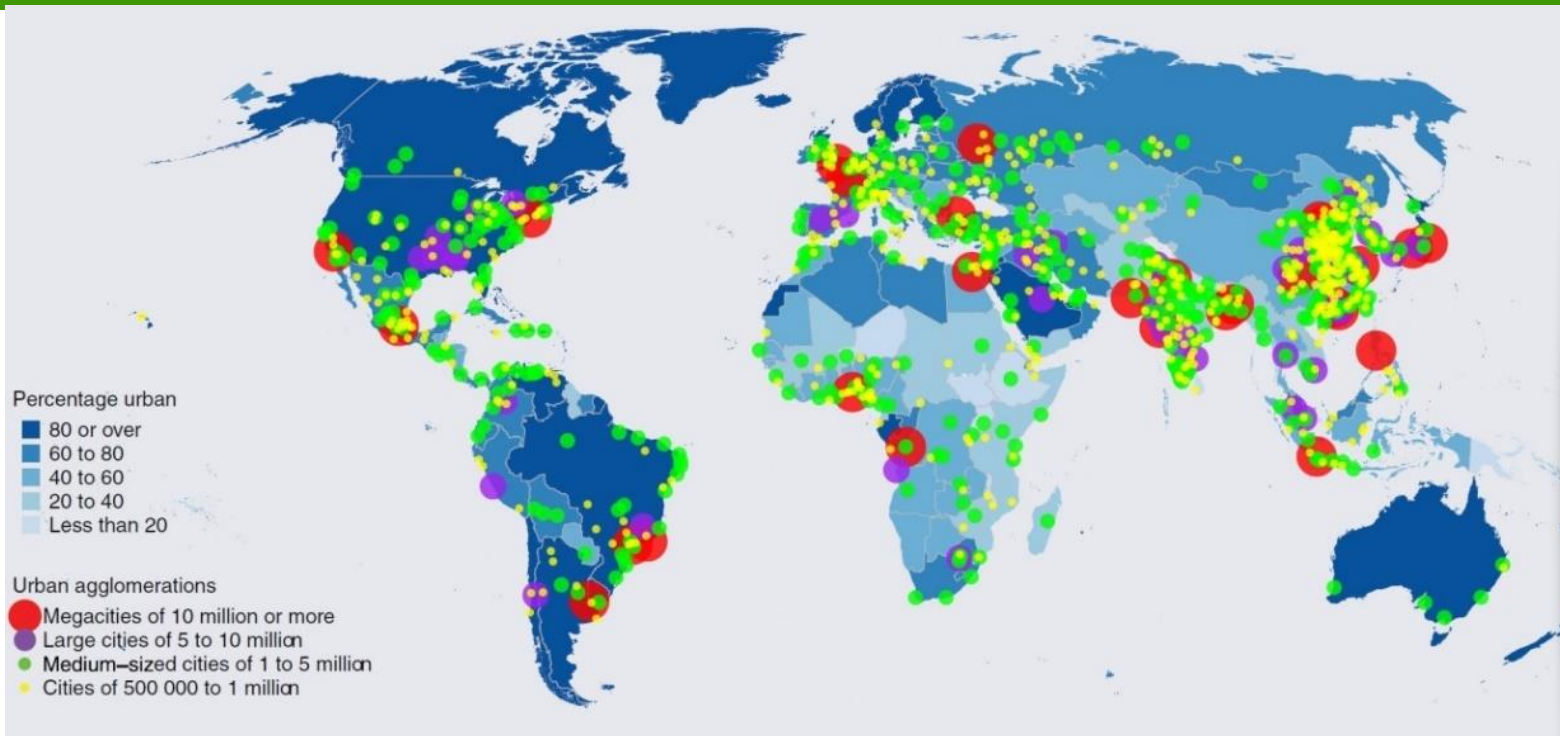 Percentage urban
80 or over
60 to 80
40 to 60
20 to 40
Less than 20
Urban agglomerations
Megacities of 10 million or more
Large cities of 5 to 10 million
Medium–sized cities of 1 to 5 million
Cities of 500 000 to 1 million